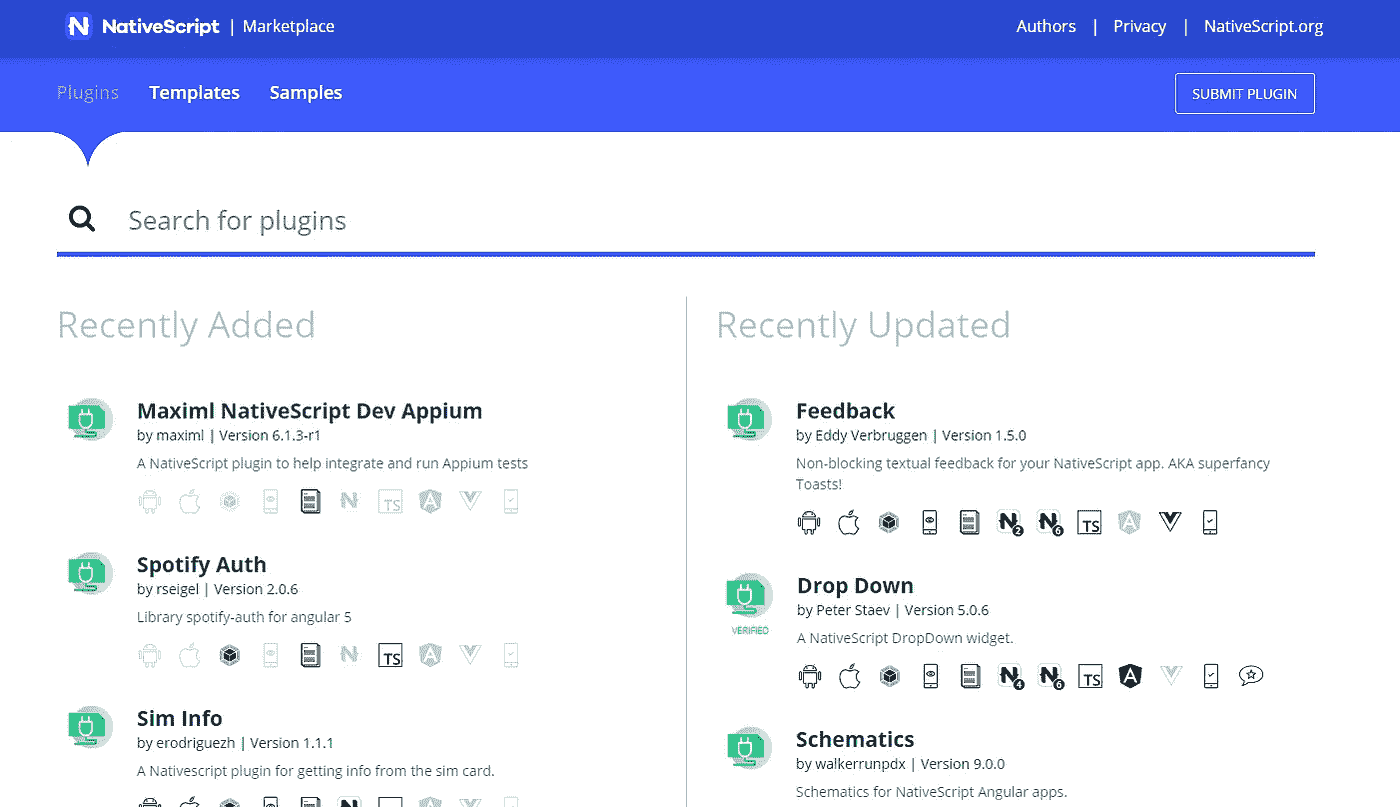 NativeScript | Marketplace
Authors | Privacy | NativeScript.org
Plugins Templates Samples
SUBMIT PLUGIN
Search for plugins
Recently Added
Maximl NativeScript Dev Appium
by maximl | Version 6.1.3-r1
A NativeScript plugin to help integrate and run Appium tests
TS
Spotify Auth
by rseigel | Version 2.0.6
Library spotify-auth for angular 5
TS
Sim Info
by erodriguezh | Version 1.1.1
A Nativescript plugin for getting info from the sim card.
Recently Updated
Feedback
by Eddy Verbruggen | Version 1.5.0
Non-blocking textual feedback for your NativeScript app. AKA superfancy
Toasts!
N2 N6 TS
Drop Down
by Peter Staev | Version 5.0.6
VERIFIED
A NativeScript DropDown widget.
N4 N6 TS A
Schematics
by walkerrunpdx | Version 9.0.0
Schematics for NativeScript Angular apps.